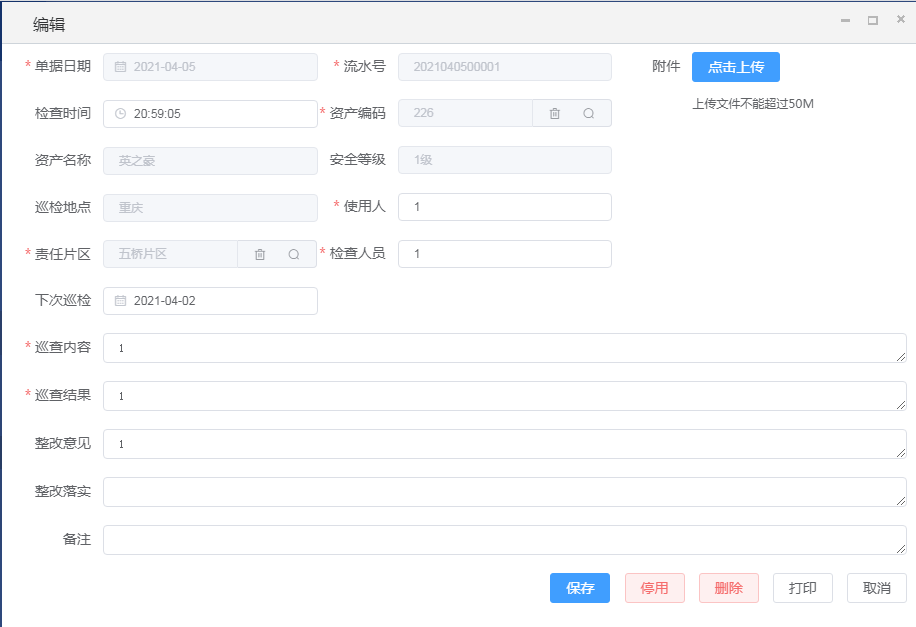 编辑
* 单据日期 2021-04-05 * 流水号 2021040500001 附件 点击上传
上传文件不能超过50M
检查时间 20:59:05 * 资产编码 226
资产名称 英之豪 安全等级 1级
巡检地点 重庆 * 使用人 1
* 责任片区 五桥片区 * 检查人员 1
下次巡检 2021-04-02
* 巡查内容 1
* 巡查结果 1
整改意见 1
整改落实
备注
保存 停用 删除 打印 取消